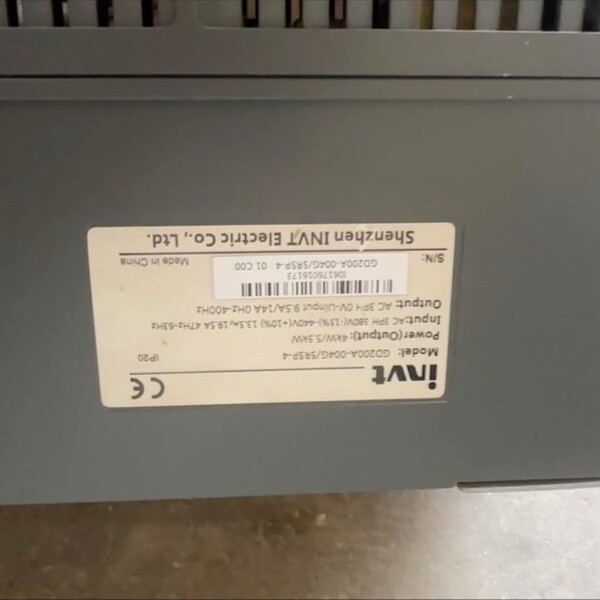 invt
CE
Model: GD200A-004G/5R5P-4 IP20
Power(Output): 4kW/5.5kW
Input: AC 3PH 380V(-15%)-440V(+10%) 13.5A/19.5A 47Hz-63Hz
Output: AC 3PH 0V-Uinput 9.5A/14A 0Hz-400Hz
106176016173
S/N: GD200A-004G/5R5P-4 01 C00 Made in China
Shenzhen INVT Electric Co., Ltd.